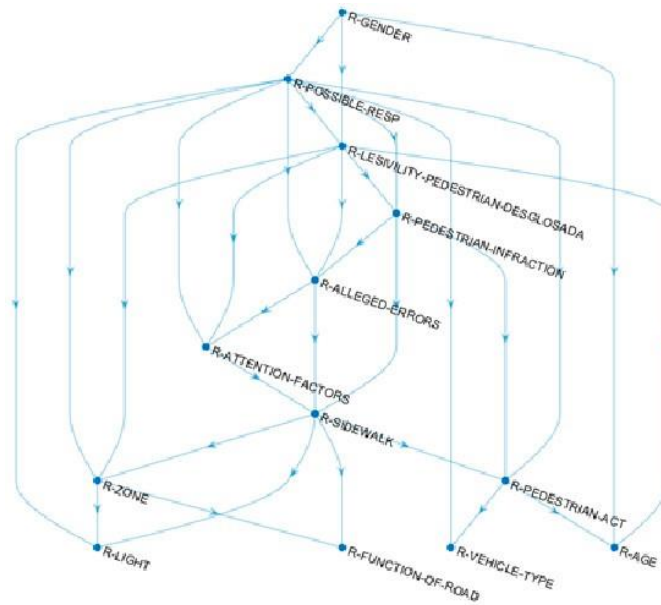 R-GENDER
R-POSSIBLE-RESP
R-LESIVILITY-PEDESTRIAN-DESGLOSADA
R-PEDESTRIAN-INFRACTION
R-ALLEGED-ERRORS
R-ATTENTION-FACTORS
R-SIDEWALK
R-ZONE
R-PEDESTRIAN-ACT
R-LIGHT
R-FUNCTION-OF-ROAD
R-VEHICLE-TYPE
R-AGE